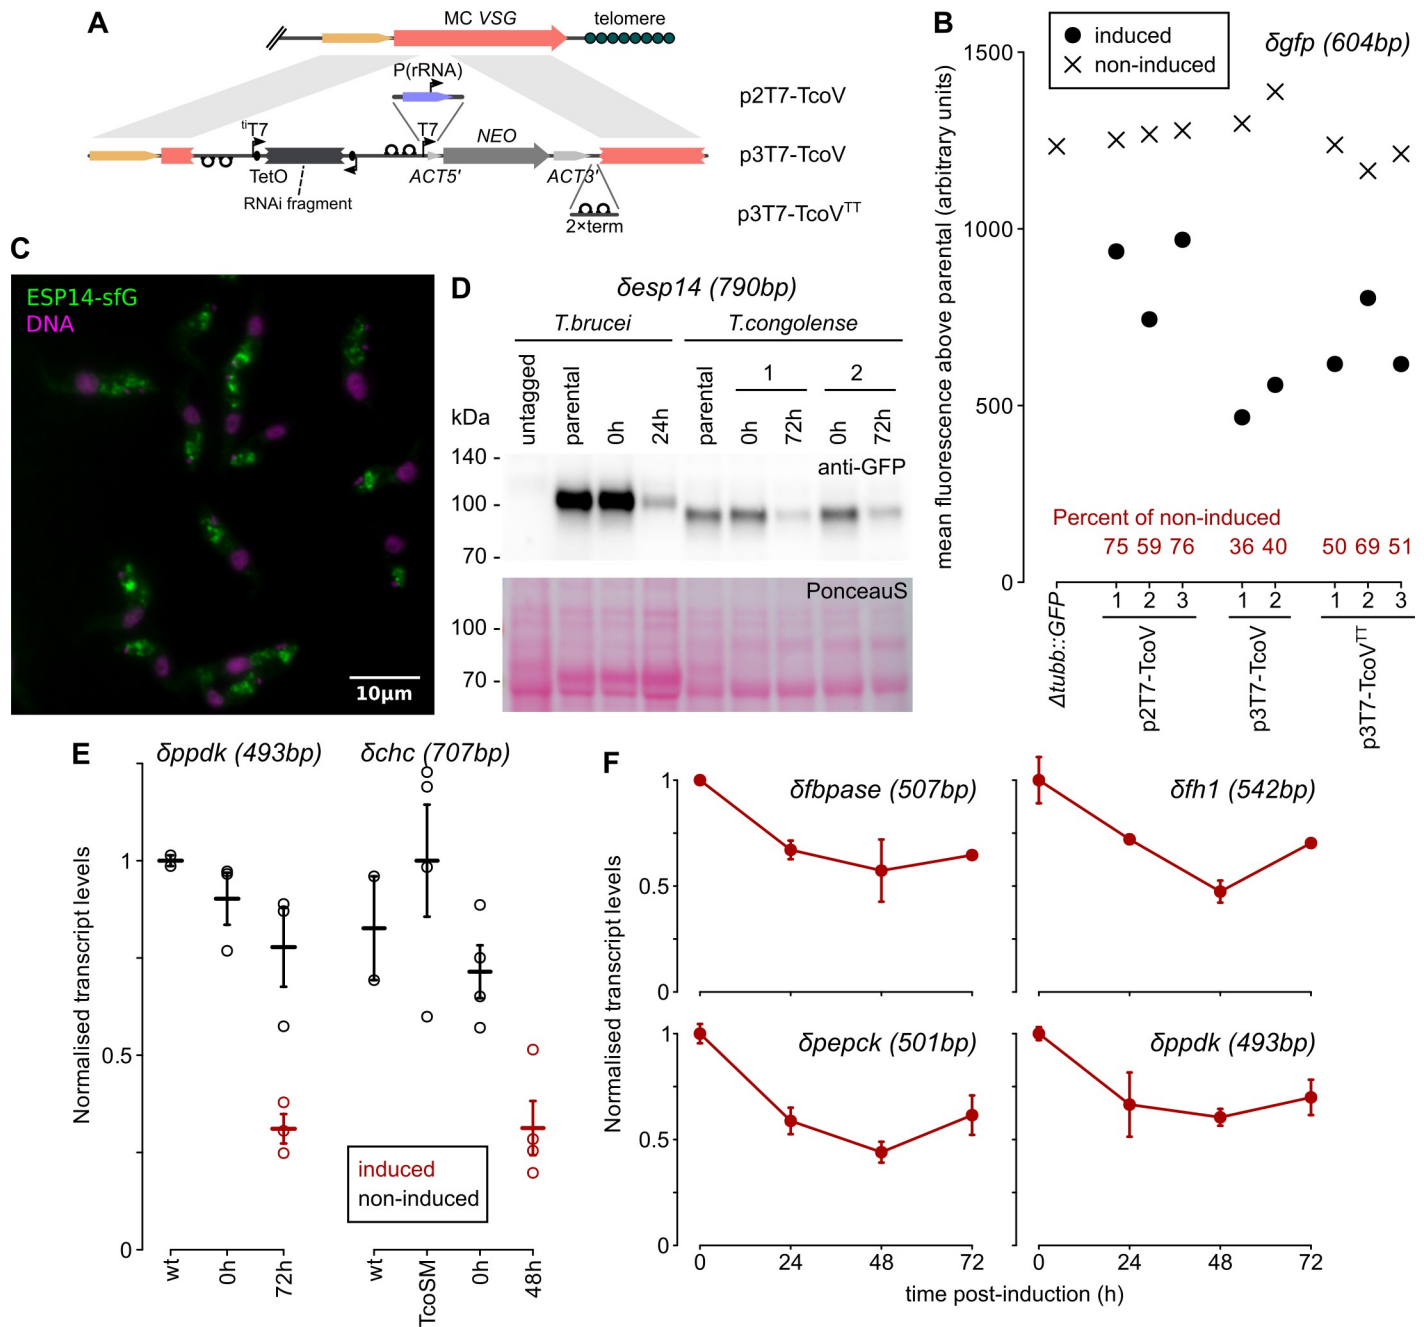 A
MC VSG
telomere
P(rRNA)
p2T7-TcoV
tiT7
T7
NEO
p3T7-TcoV
TetO
ACT5'
ACT3'
RNAi fragment
2×term
p3T7-TcoVTT
B
induced
non-induced
δgfp (604bp)
mean fluorescence above parental (arbitrary units)
1500
1000
500
0
Percent of non-induced
75 59 76 36 40 50 69 51
1 2 3 1 2 1 2 3
Δtubb::GFP
p2T7-TcoV
p3T7-TcoV
p3T7-TcoVTT
C
ESP14-sfG
DNA
10µm
D
δesp14 (790bp)
T.brucei
T.congolense
1 2
untagged
parental
0h
24h
parental
0h
72h
0h
72h
kDa
140 -
100 -
70 -
anti-GFP
PonceauS
100 -
70 -
E
δppdk (493bp)
δchc (707bp)
Normalised transcript levels
1
0.5
0
induced
non-induced
wt
0h
72h
wt
TcoSM
0h
48h
F
δfbpase (507bp)
δfh1 (542bp)
Normalised transcript levels
1
0.5
0
δpepck (501bp)
δppdk (493bp)
1
0.5
0
0 24 48 72
0 24 48 72
time post-induction (h)